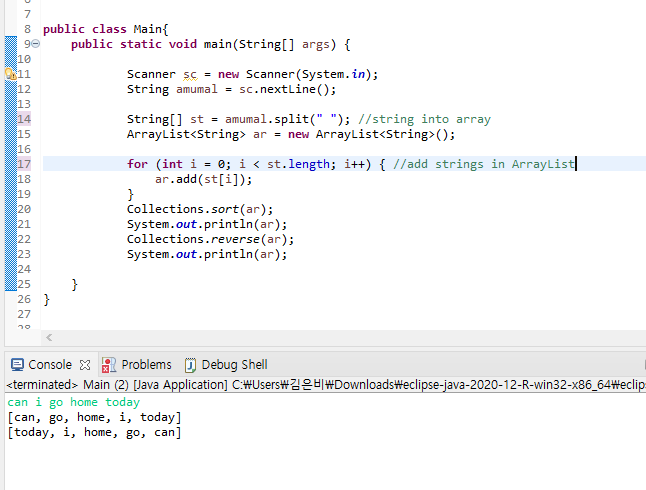 7
8 public class Main{
9 public static void main(String[] args) {
10
11 Scanner sc = new Scanner(System.in);
12 String amumal = sc.nextLine();
13
14 String[] st = amumal.split(" "); //string into array
15 ArrayList<String> ar = new ArrayList<String>();
16
17 for (int i = 0; i < st.length; i++) { //add strings in ArrayList
18 ar.add(st[i]);
19 }
20 Collections.sort(ar);
21 System.out.println(ar);
22 Collections.reverse(ar);
23 System.out.println(ar);
24
25 }
26 }
27
28
Console Problems Debug Shell
<terminated> Main (2) [Java Application] C:₩Users₩김은비₩Downloads₩eclipse-java-2020-12-R-win32-x86_64₩eclip
can i go home today
[can, go, home, i, today]
[today, i, home, go, can]